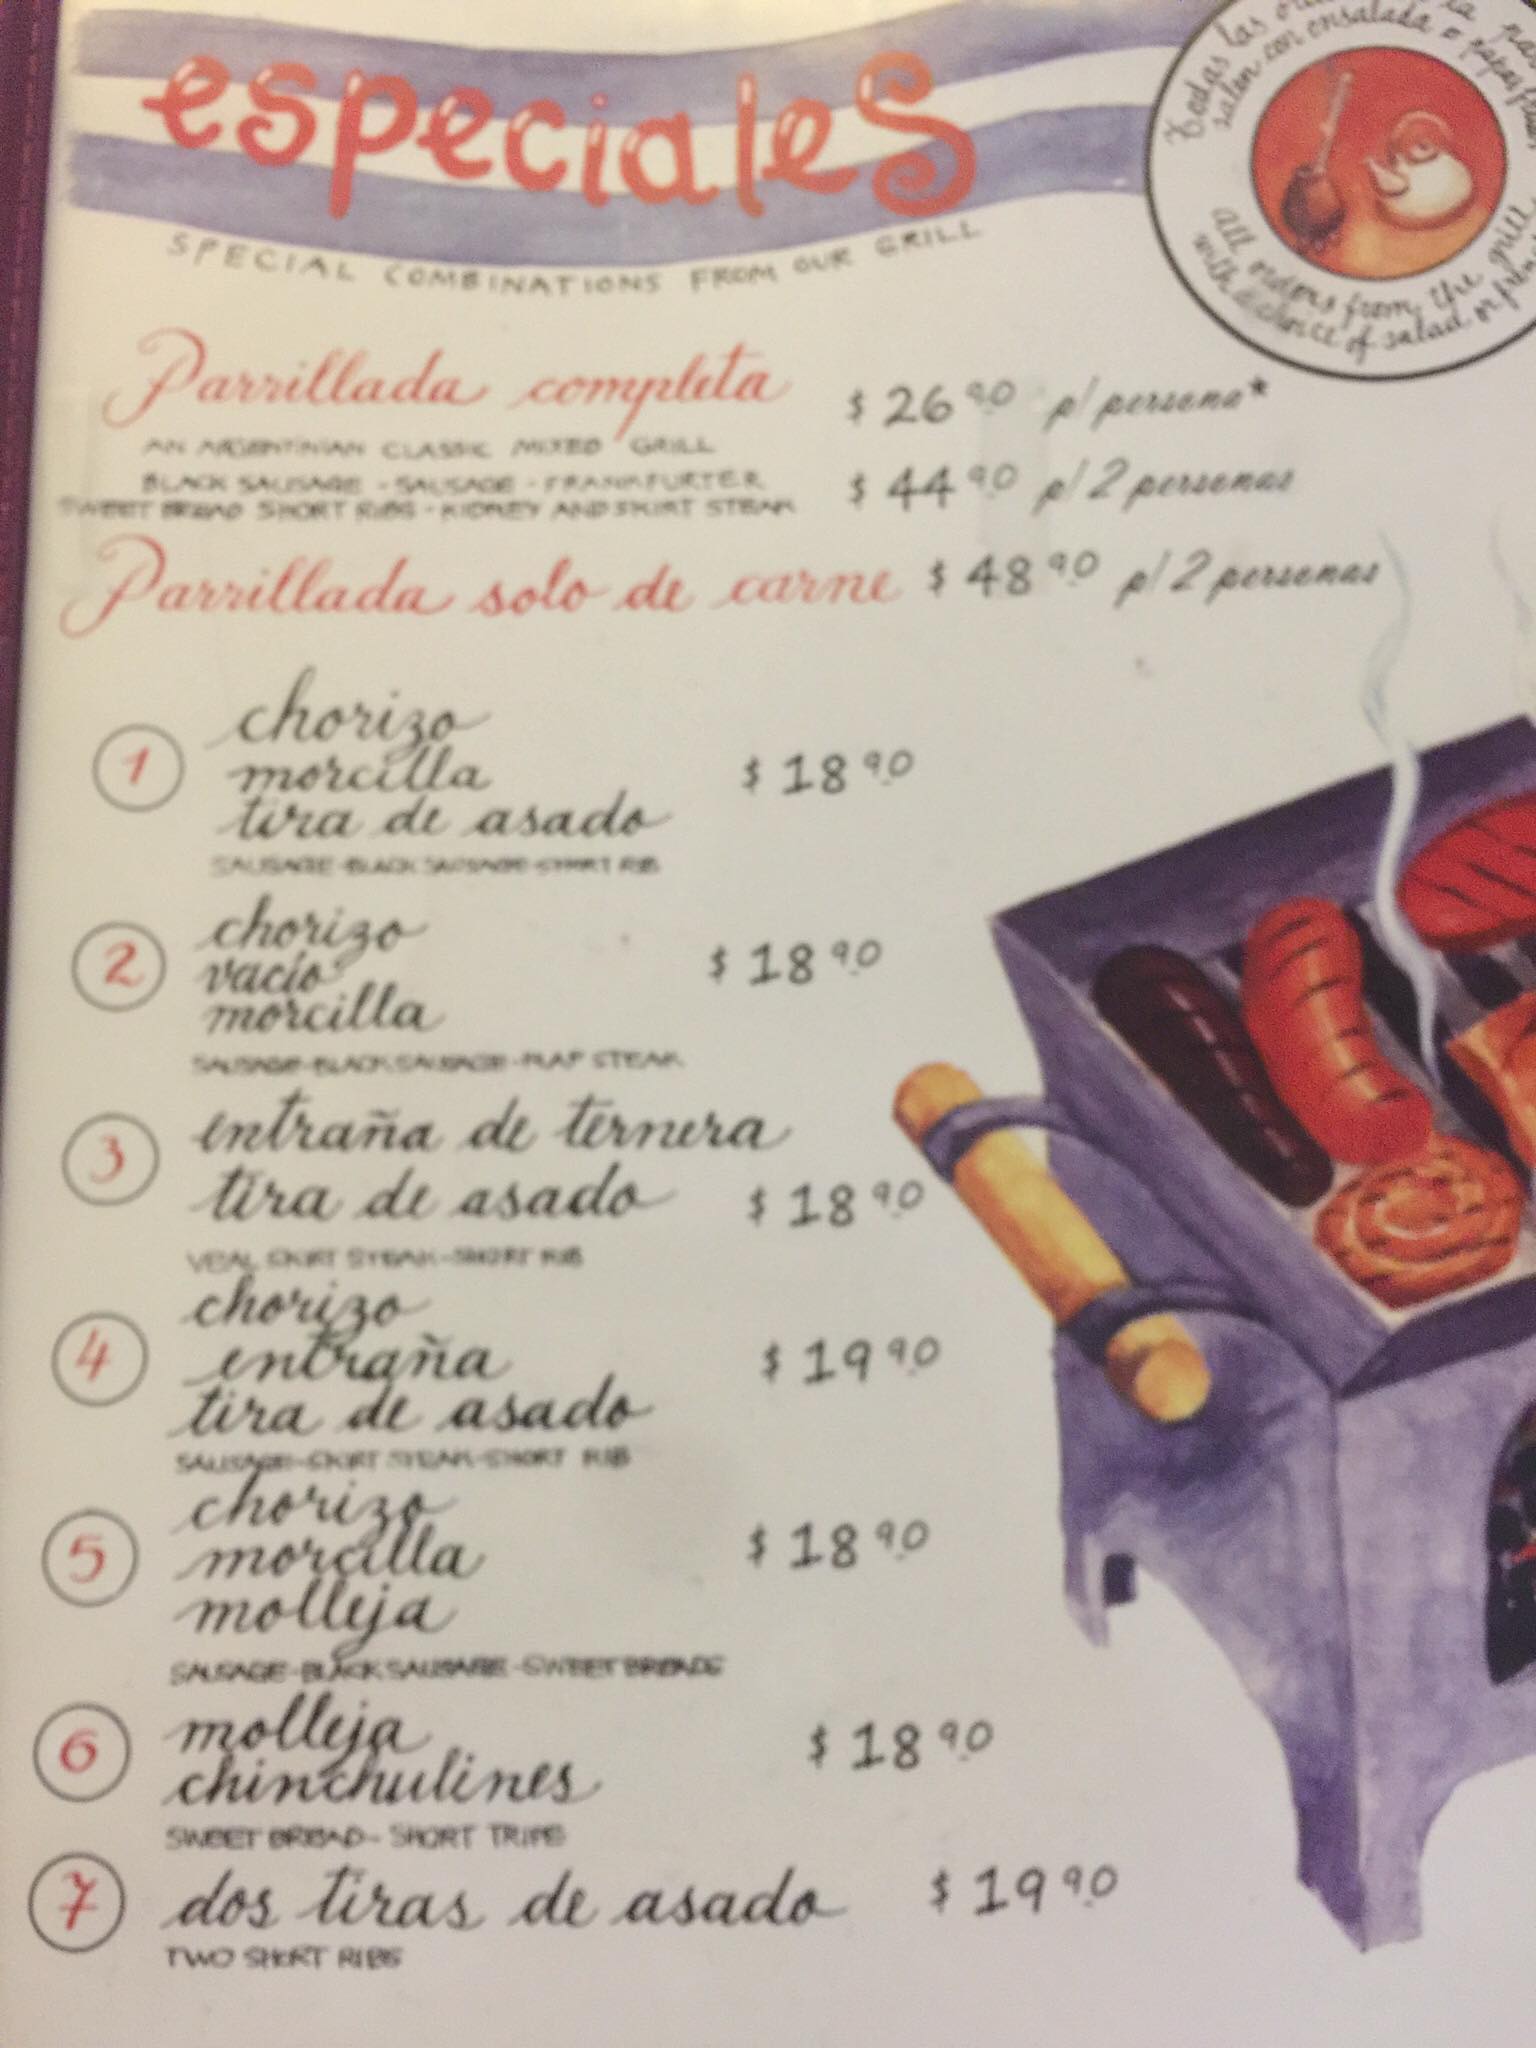 especiales
SPECIAL COMBINATIONS FROM OUR GRILL
Todas las
salen con ensalada o papas fritas
all orders from the grill
with a choice of salad or
Parrillada completa
$ 26.90 p/ persona*
AN ARGENTINIAN CLASSIC MIXED GRILL
BLACK SAUSAGE - SAUSAGE - FRANKFURTER
SWEET BREAD SHORT RIBS - KIDNEY AND SKIRT STEAK
$ 44.90 p/ 2 personas
Parrillada solo de carne $ 48.90 p/ 2 personas
1
chorizo
morcilla
tira de asado
$ 18.90
SAUSAGE-BLACK SAUSAGE-SHORT RIB
2
chorizo
vacío
morcilla
$ 18.90
SAUSAGE-BLACK SAUSAGE-FLAP STEAK
3
entraña de ternera
tira de asado
$ 18.90
VEAL SKIRT STEAK-SHORT RIB
4
chorizo
entraña
tira de asado
$ 19.90
SAUSAGE-SKIRT STEAK-SHORT RIB
5
chorizo
morcilla
molleja
$ 18.90
SAUSAGE-BLACK SAUSAGE-SWEET BREADS
6
molleja
chinchulines
$ 18.90
SWEET BREAD - SHORT TRIPE
7
dos tiras de asado $ 19.90
TWO SHORT RIBS